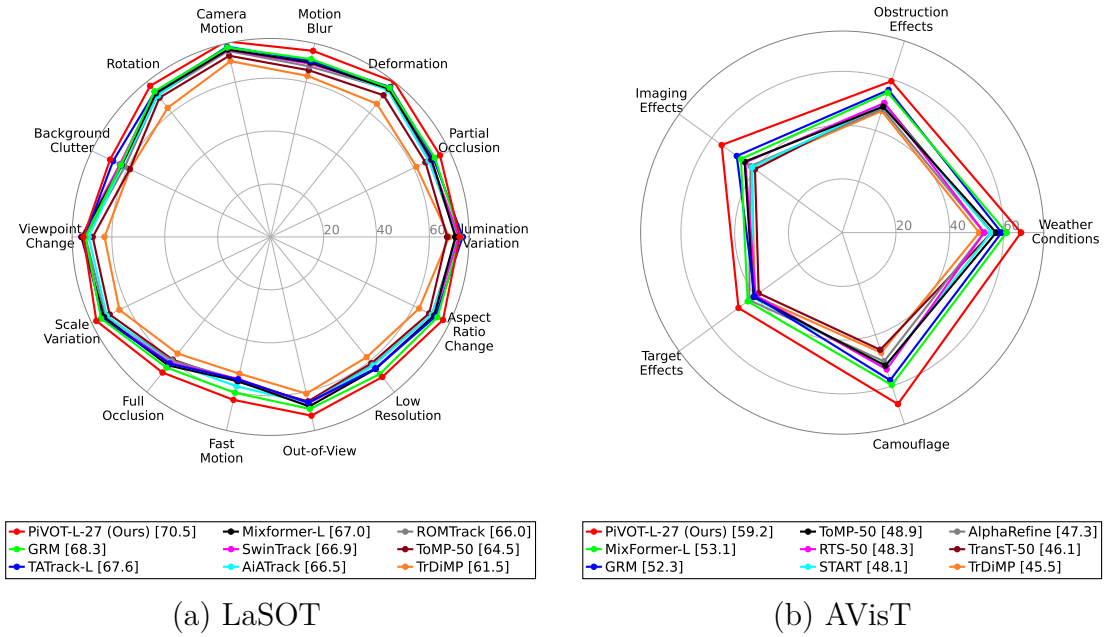 Camera
Motion
Motion
Blur
Rotation
Deformation
Background
Clutter
Partial
Occlusion
Viewpoint
Change
20
40
60
Illumination
Variation
Scale
Variation
Aspect
Ratio
Change
Full
Occlusion
Low
Resolution
Fast
Motion
Out-of-View
PiVOT-L-27 (Ours) [70.5]
GRM [68.3]
TATrack-L [67.6]
Mixformer-L [67.0]
SwinTrack [66.9]
AiATrack [66.5]
ROMTrack [66.0]
ToMP-50 [64.5]
TrDiMP [61.5]
(a) LaSOT
Obstruction
Effects
Imaging
Effects
20
40
60
Weather
Conditions
Target
Effects
Camouflage
PiVOT-L-27 (Ours) [59.2]
MixFormer-L [53.1]
GRM [52.3]
ToMP-50 [48.9]
RTS-50 [48.3]
START [48.1]
AlphaRefine [47.3]
TransT-50 [46.1]
TrDiMP [45.5]
(b) AVisT